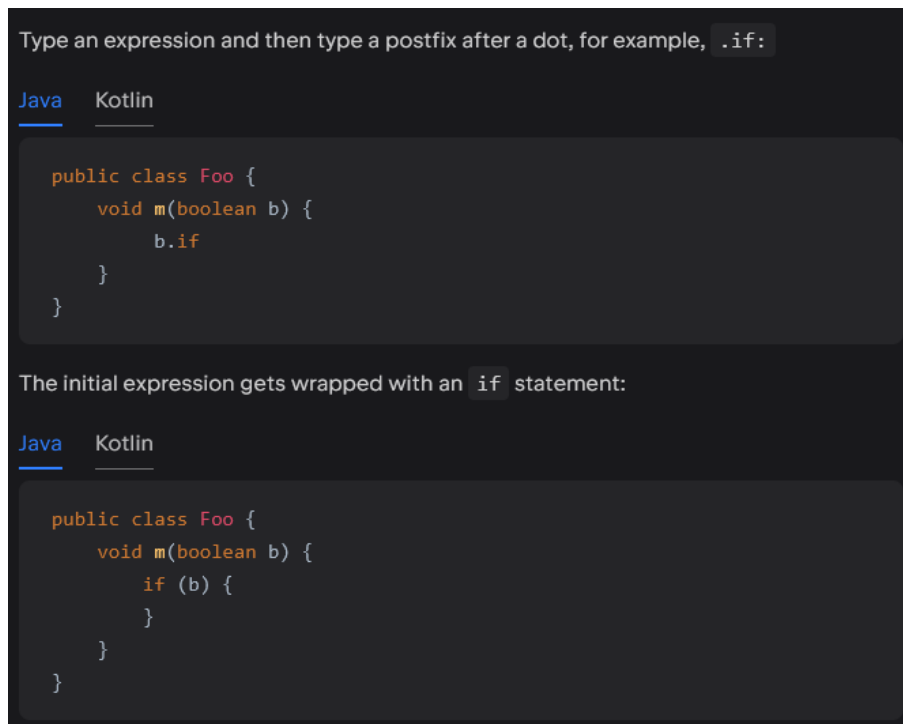 Type an expression and then type a postfix after a dot, for example, .if:
Java Kotlin
public class Foo {
    void m(boolean b) {
         b.if
    }
}
The initial expression gets wrapped with an if statement:
Java Kotlin
public class Foo {
    void m(boolean b) {
        if (b) {
        }
    }
}